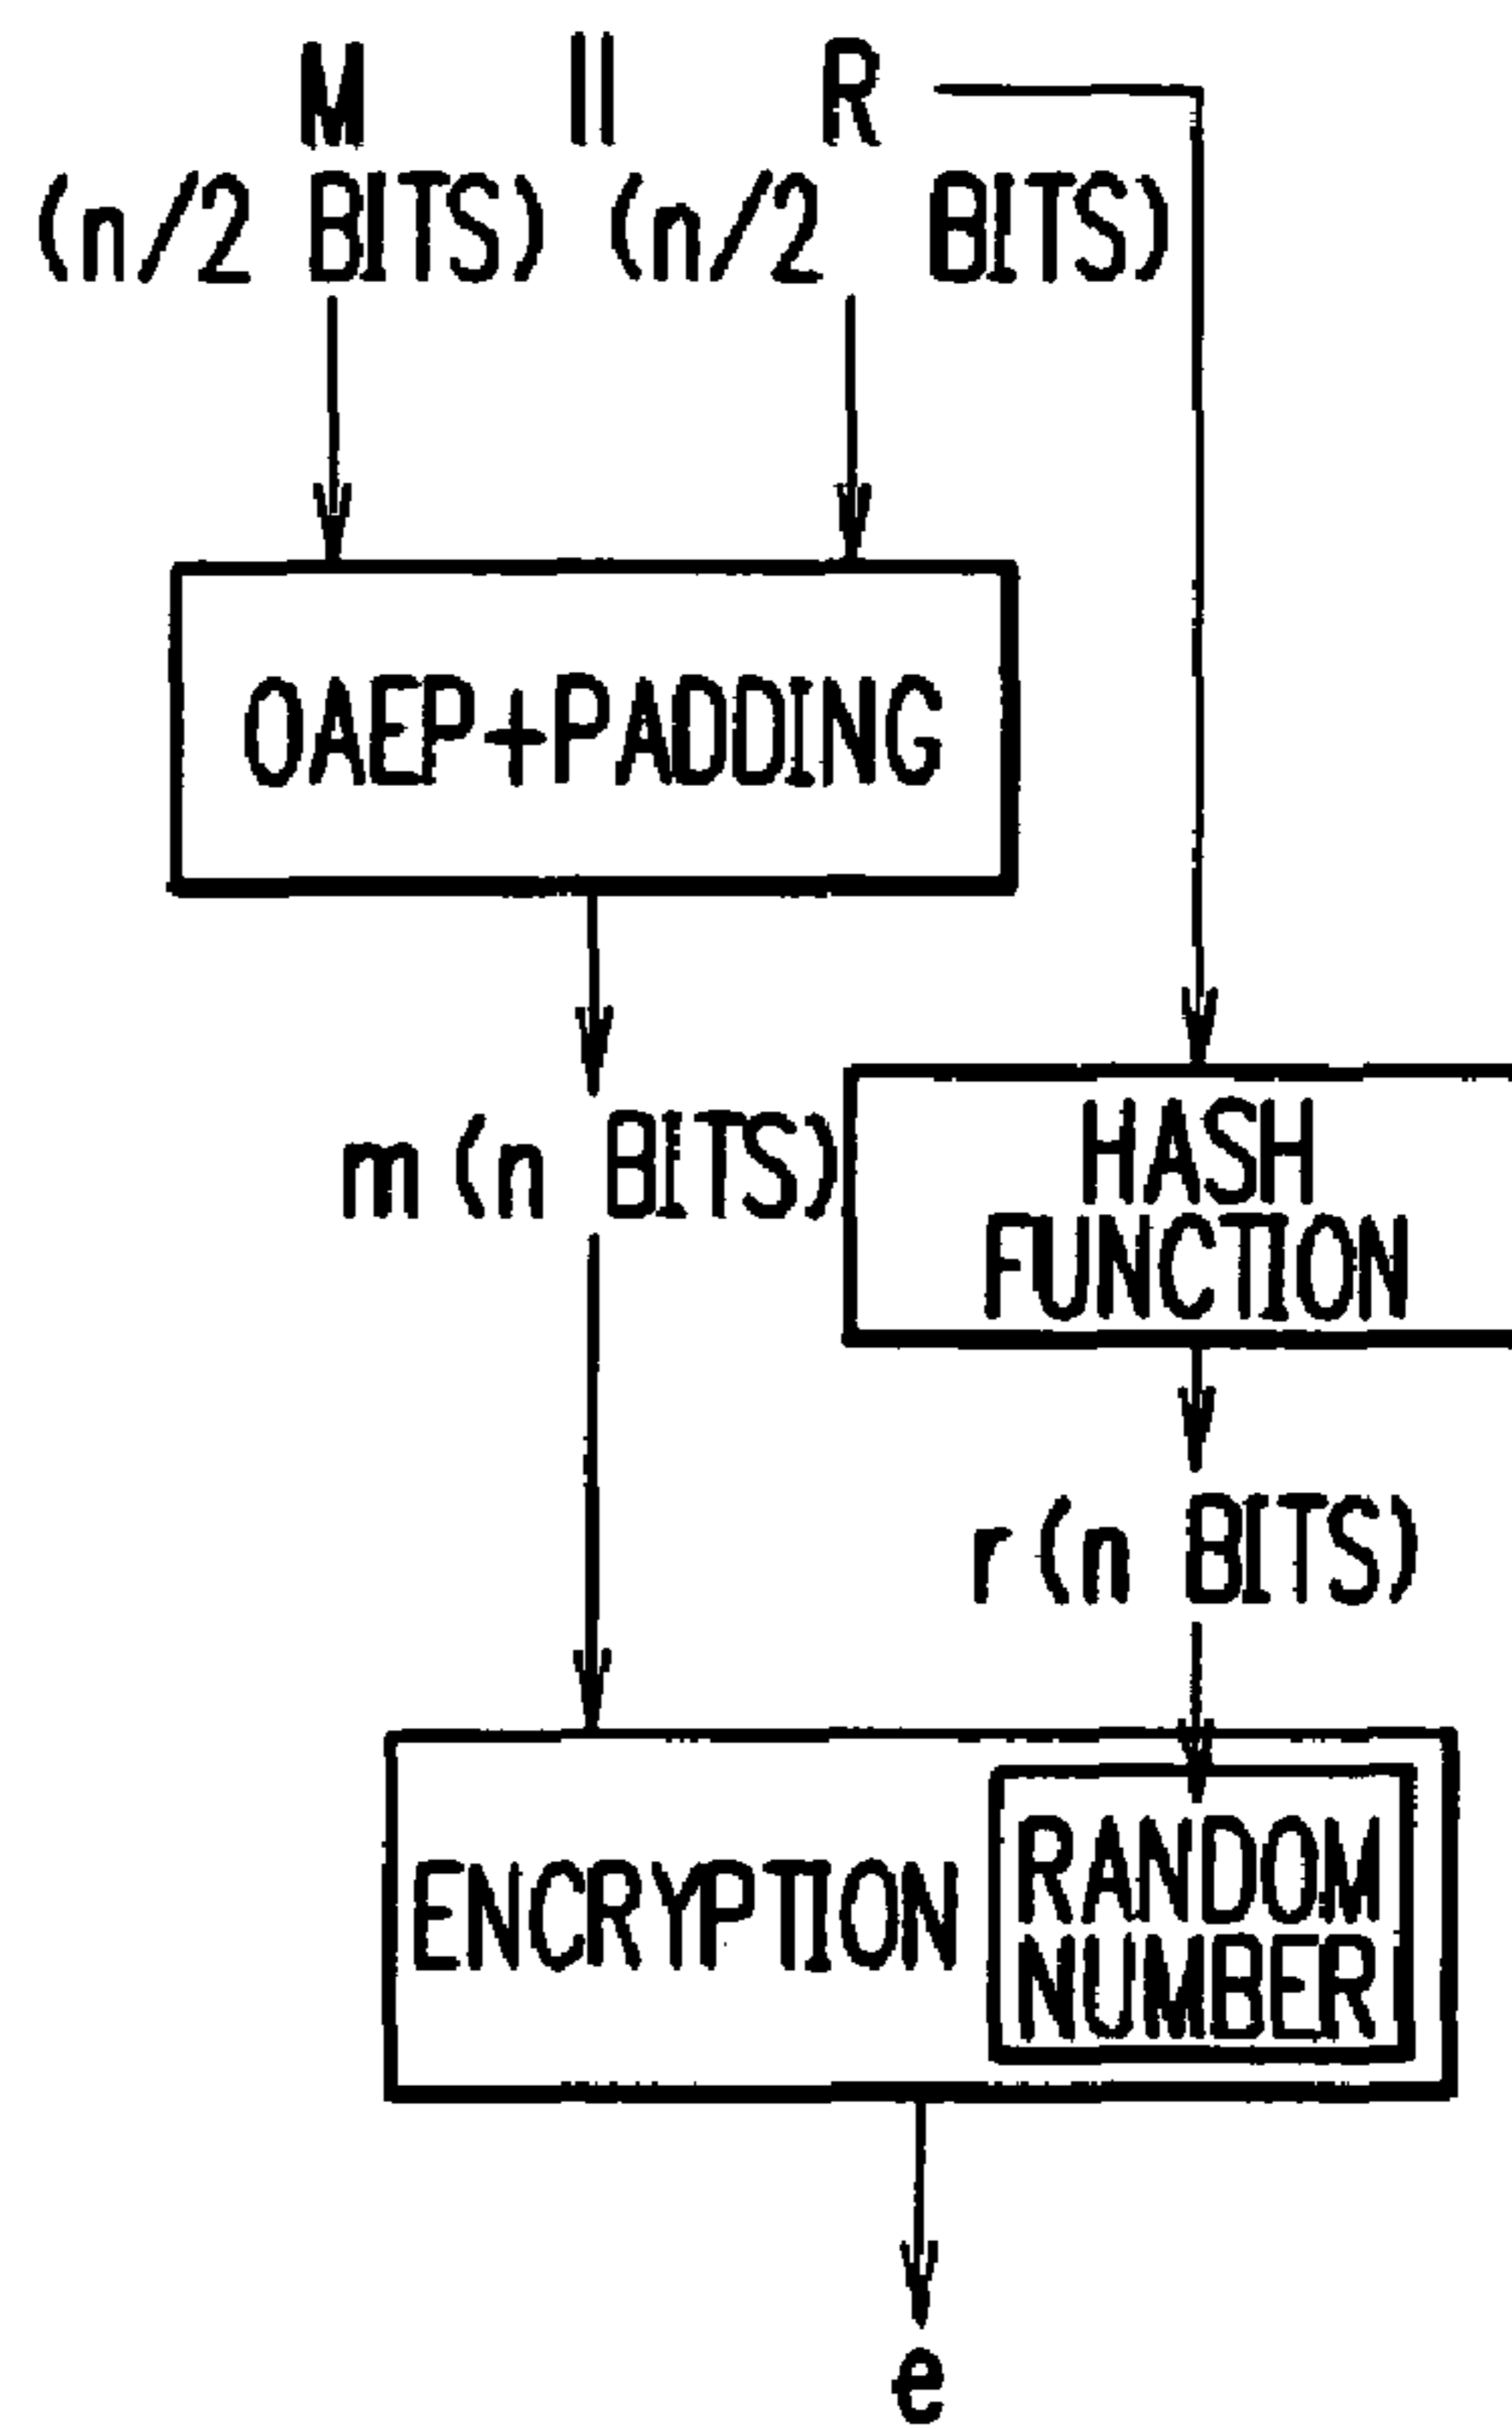 M || R
(n/2 BITS) (n/2 BITS)
OAEP+PADDING
m(n BITS)
HASH
FUNCTION
r(n BITS)
ENCRYPTION
RANDOM
NUMBER
e